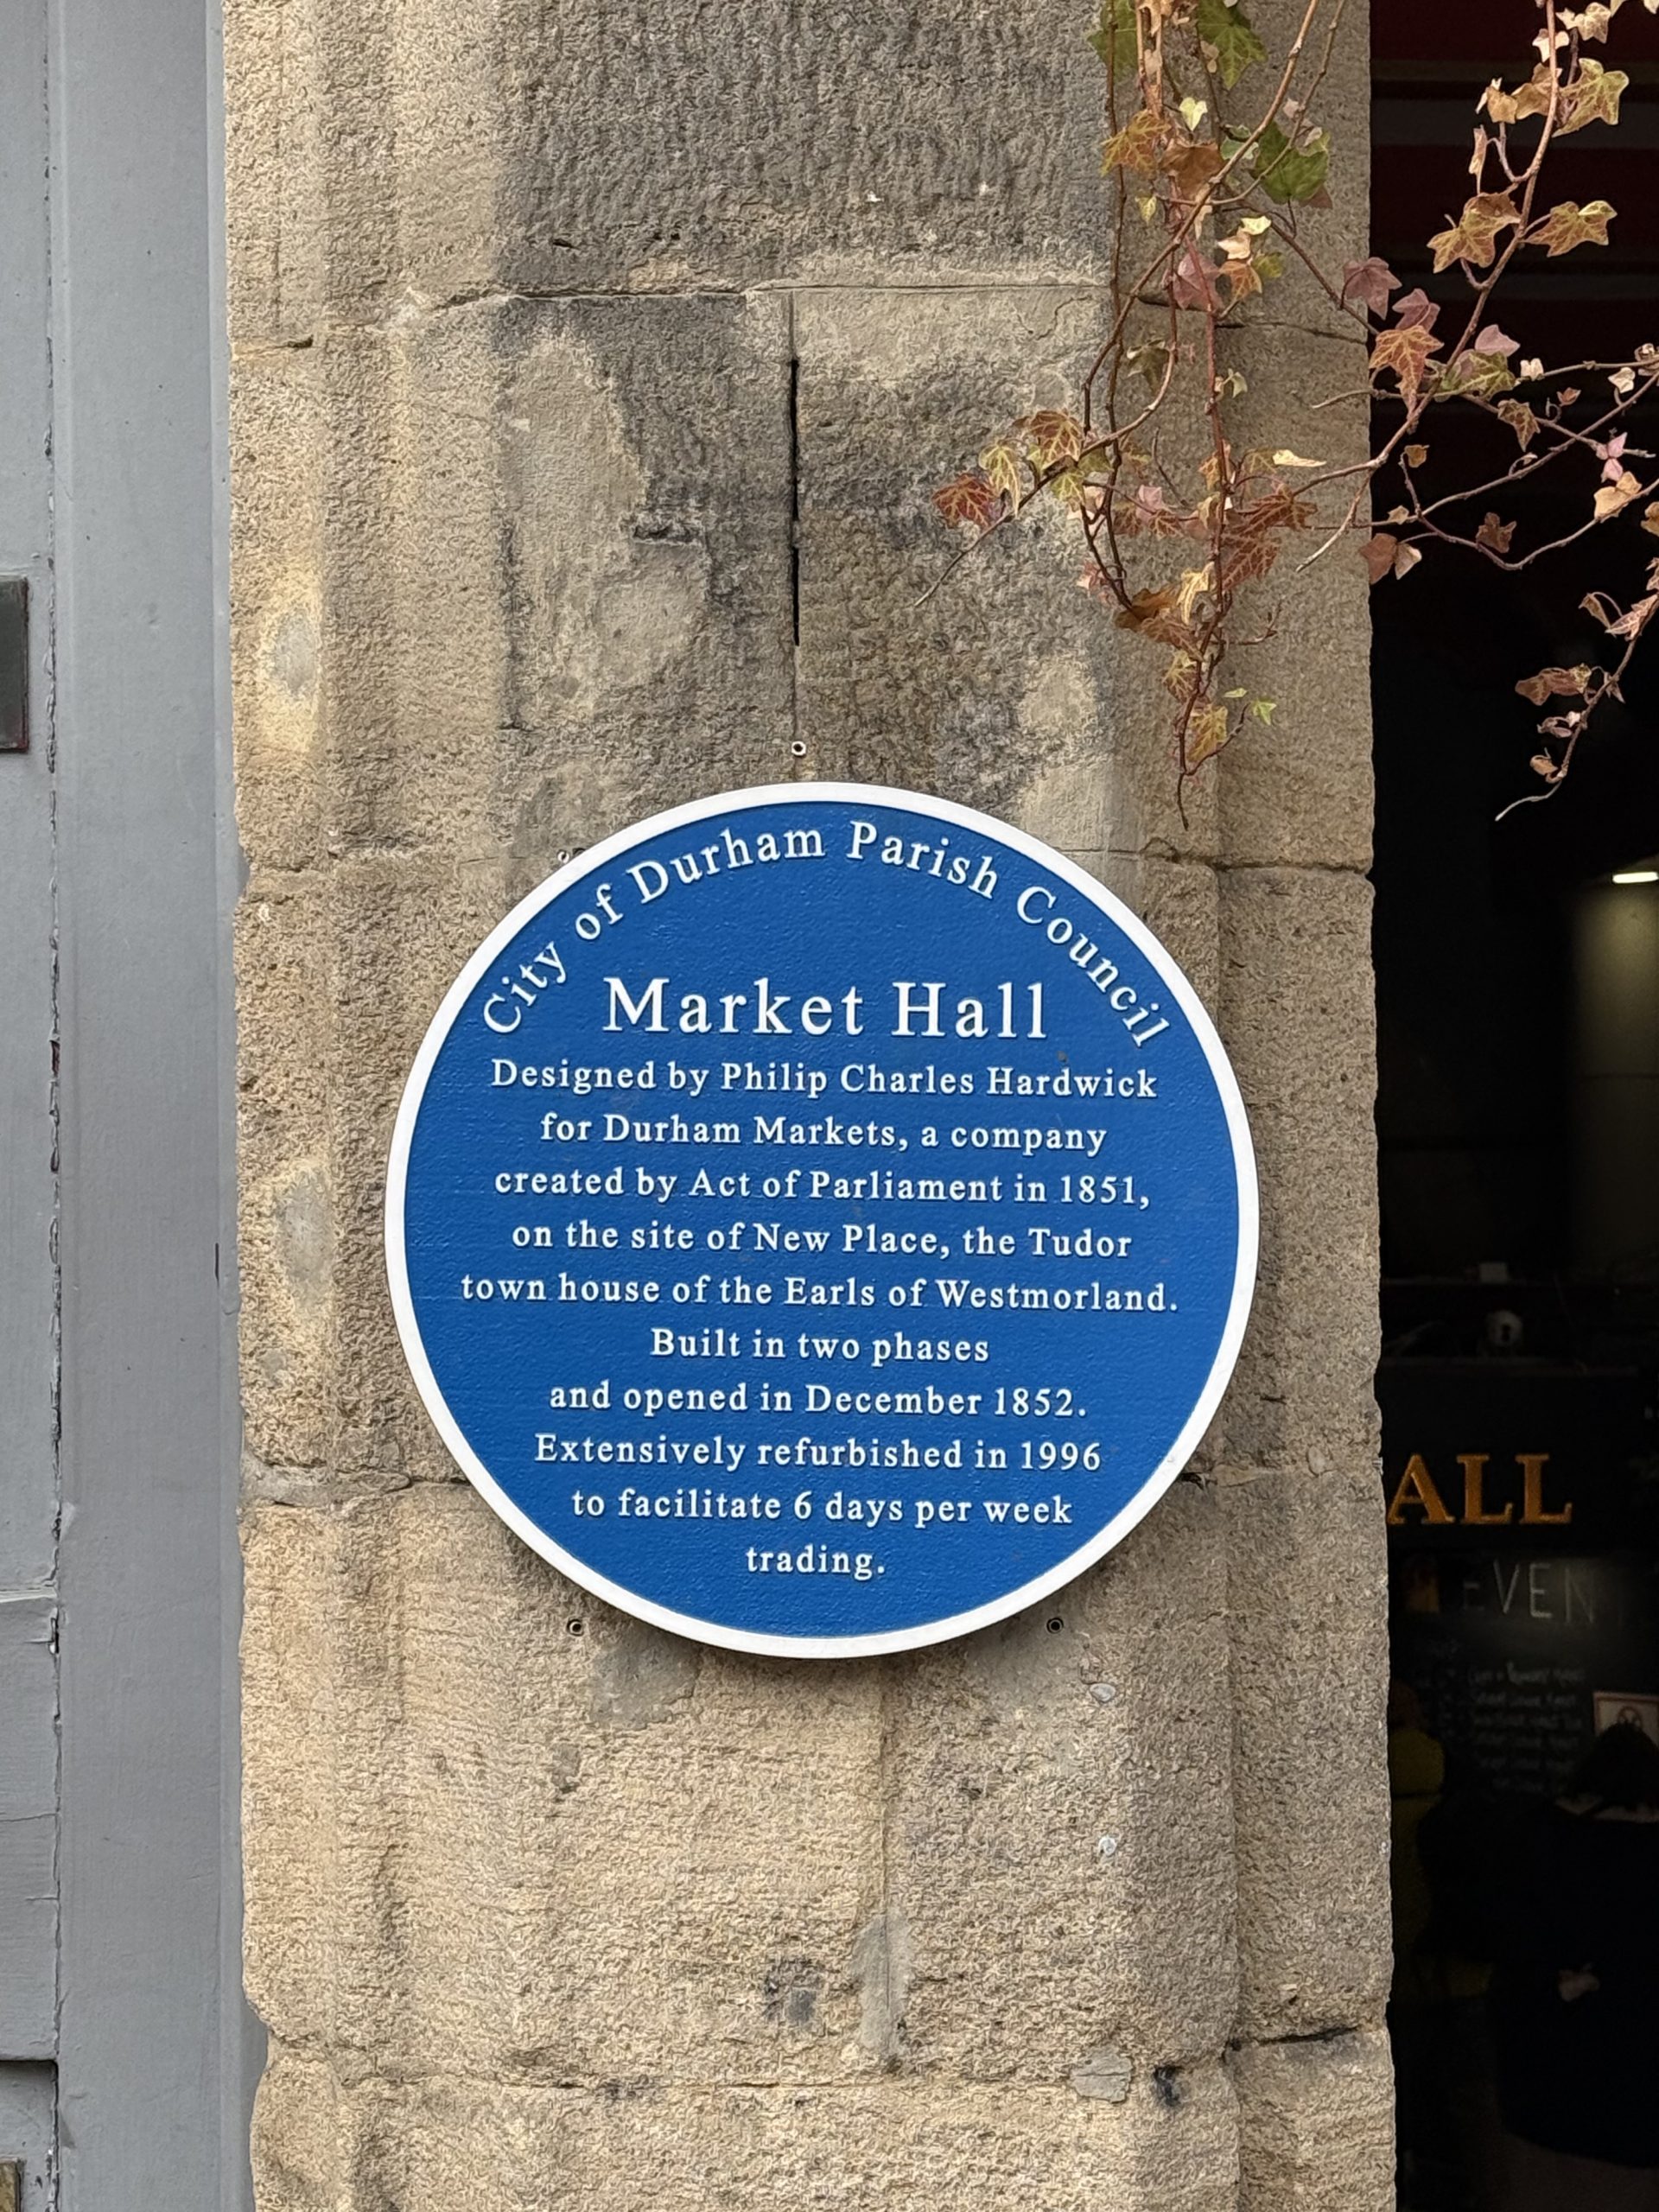 City of Durham Parish Council
Market Hall
Designed by Philip Charles Hardwick
for Durham Markets, a company
created by Act of Parliament in 1851,
on the site of New Place, the Tudor
town house of the Earls of Westmorland.
Built in two phases
and opened in December 1852.
Extensively refurbished in 1996
to facilitate 6 days per week
trading.
ALL
EVEN